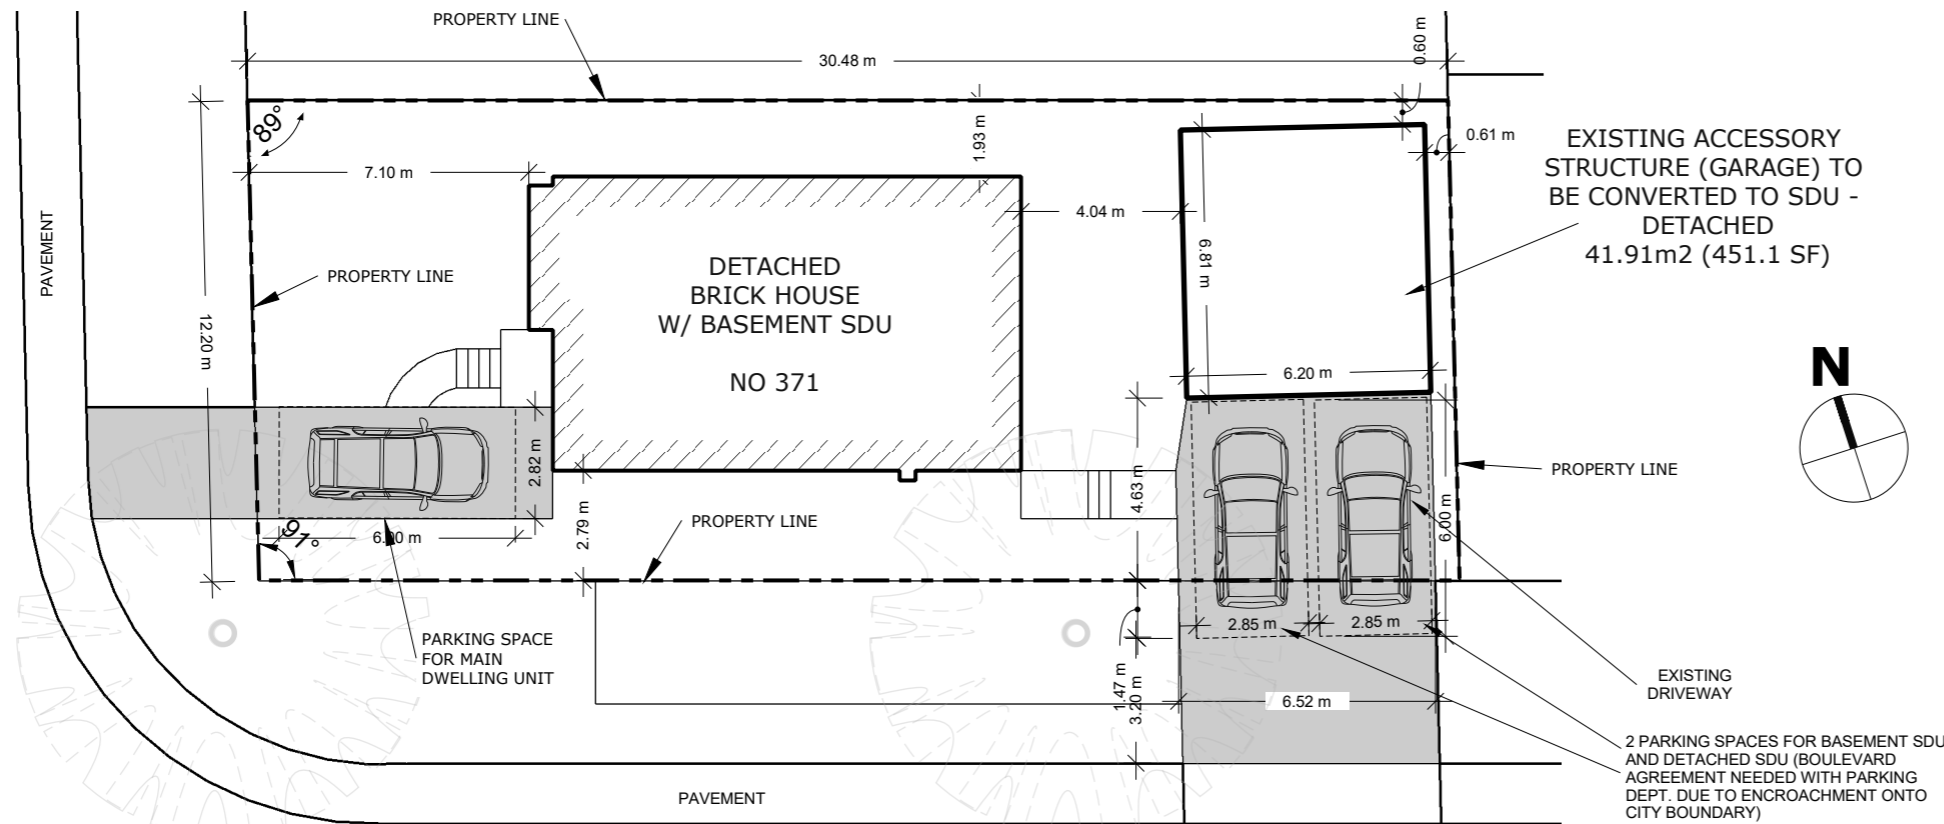 PROPERTY LINE
30.48 m
0.60 m
89°
1.93 m
0.61 m
7.10 m
4.04 m
EXISTING ACCESSORY
STRUCTURE (GARAGE) TO
BE CONVERTED TO SDU -
DETACHED
41.91m2 (451.1 SF)
PAVEMENT
PROPERTY LINE
12.20 m
DETACHED
BRICK HOUSE
W/ BASEMENT SDU
NO 371
6.81 m
6.20 m
N
2.82 m
6.00 m
91°
2.79 m
PROPERTY LINE
4.63 m
6.00 m
PROPERTY LINE
PARKING SPACE
FOR MAIN
DWELLING UNIT
2.85 m
2.85 m
1.47 m
3.20 m
6.52 m
EXISTING
DRIVEWAY
2 PARKING SPACES FOR BASEMENT SDU
AND DETACHED SDU (BOULEVARD
AGREEMENT NEEDED WITH PARKING
DEPT. DUE TO ENCROACHMENT ONTO
CITY BOUNDARY)
PAVEMENT